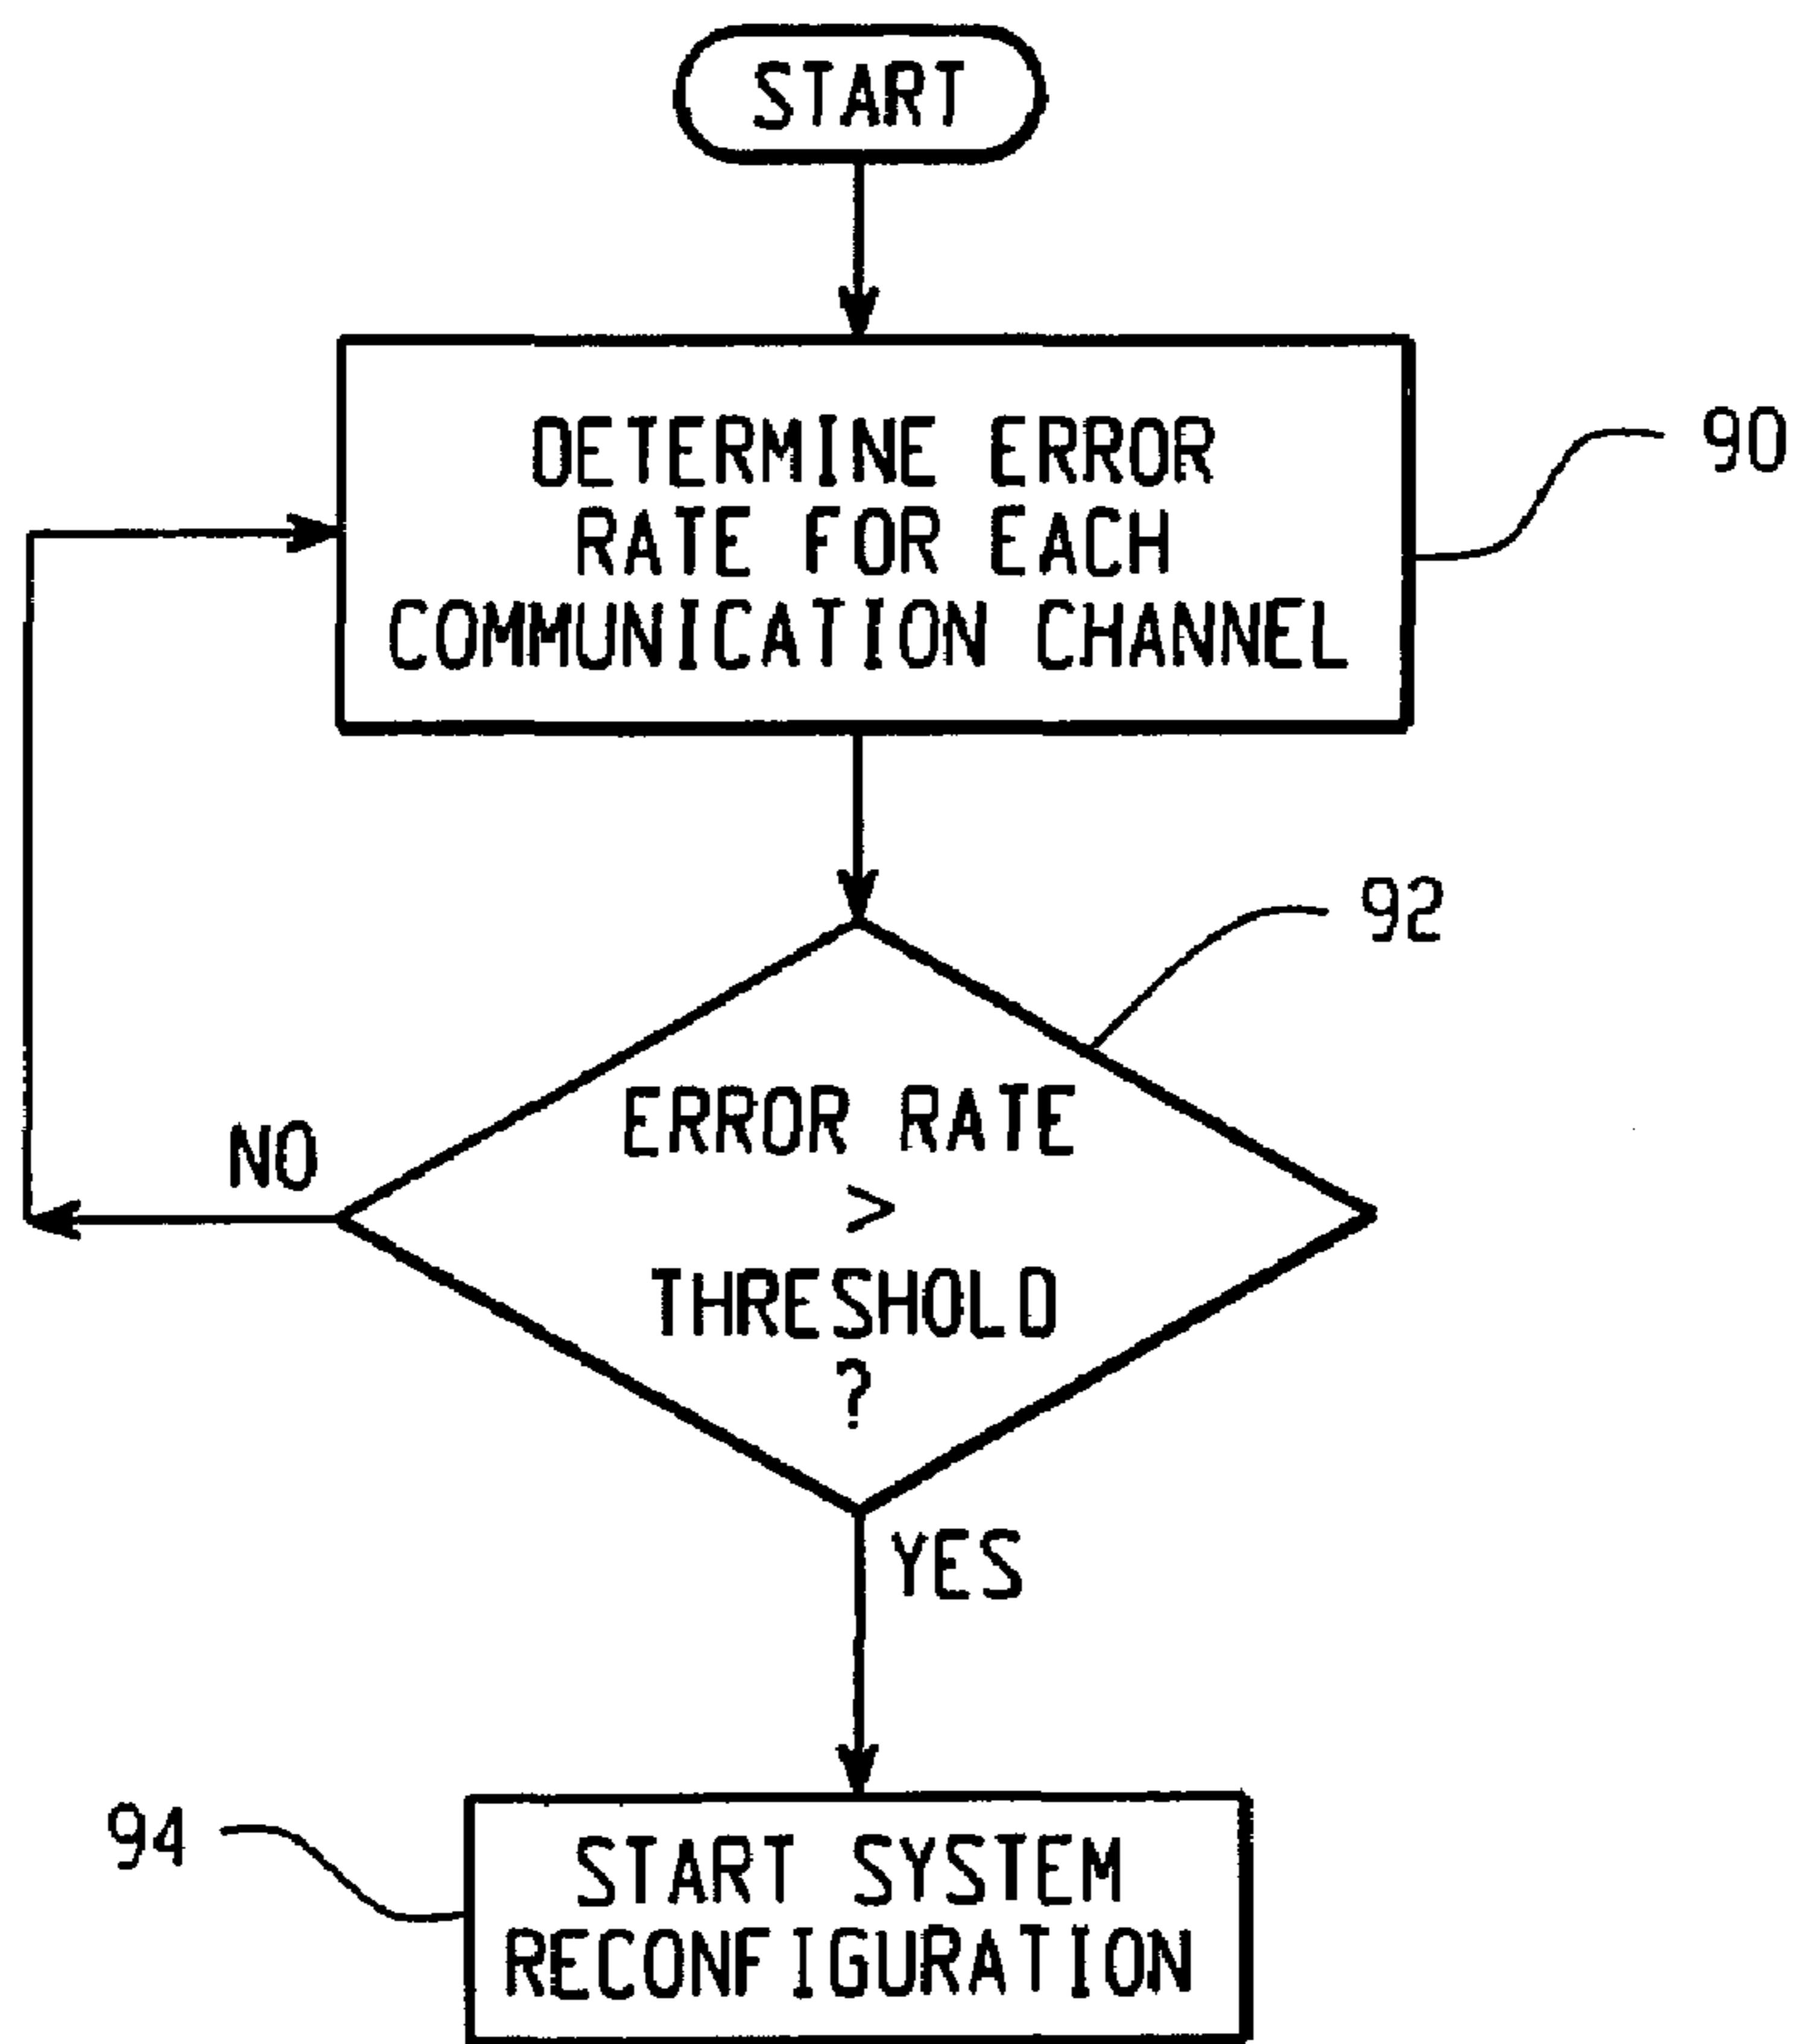 START
DETERMINE ERROR
RATE FOR EACH
COMMUNICATION CHANNEL
90
92
ERROR RATE
>
THRESHOLD
?
NO
YES
94
START SYSTEM
RECONFIGURATION